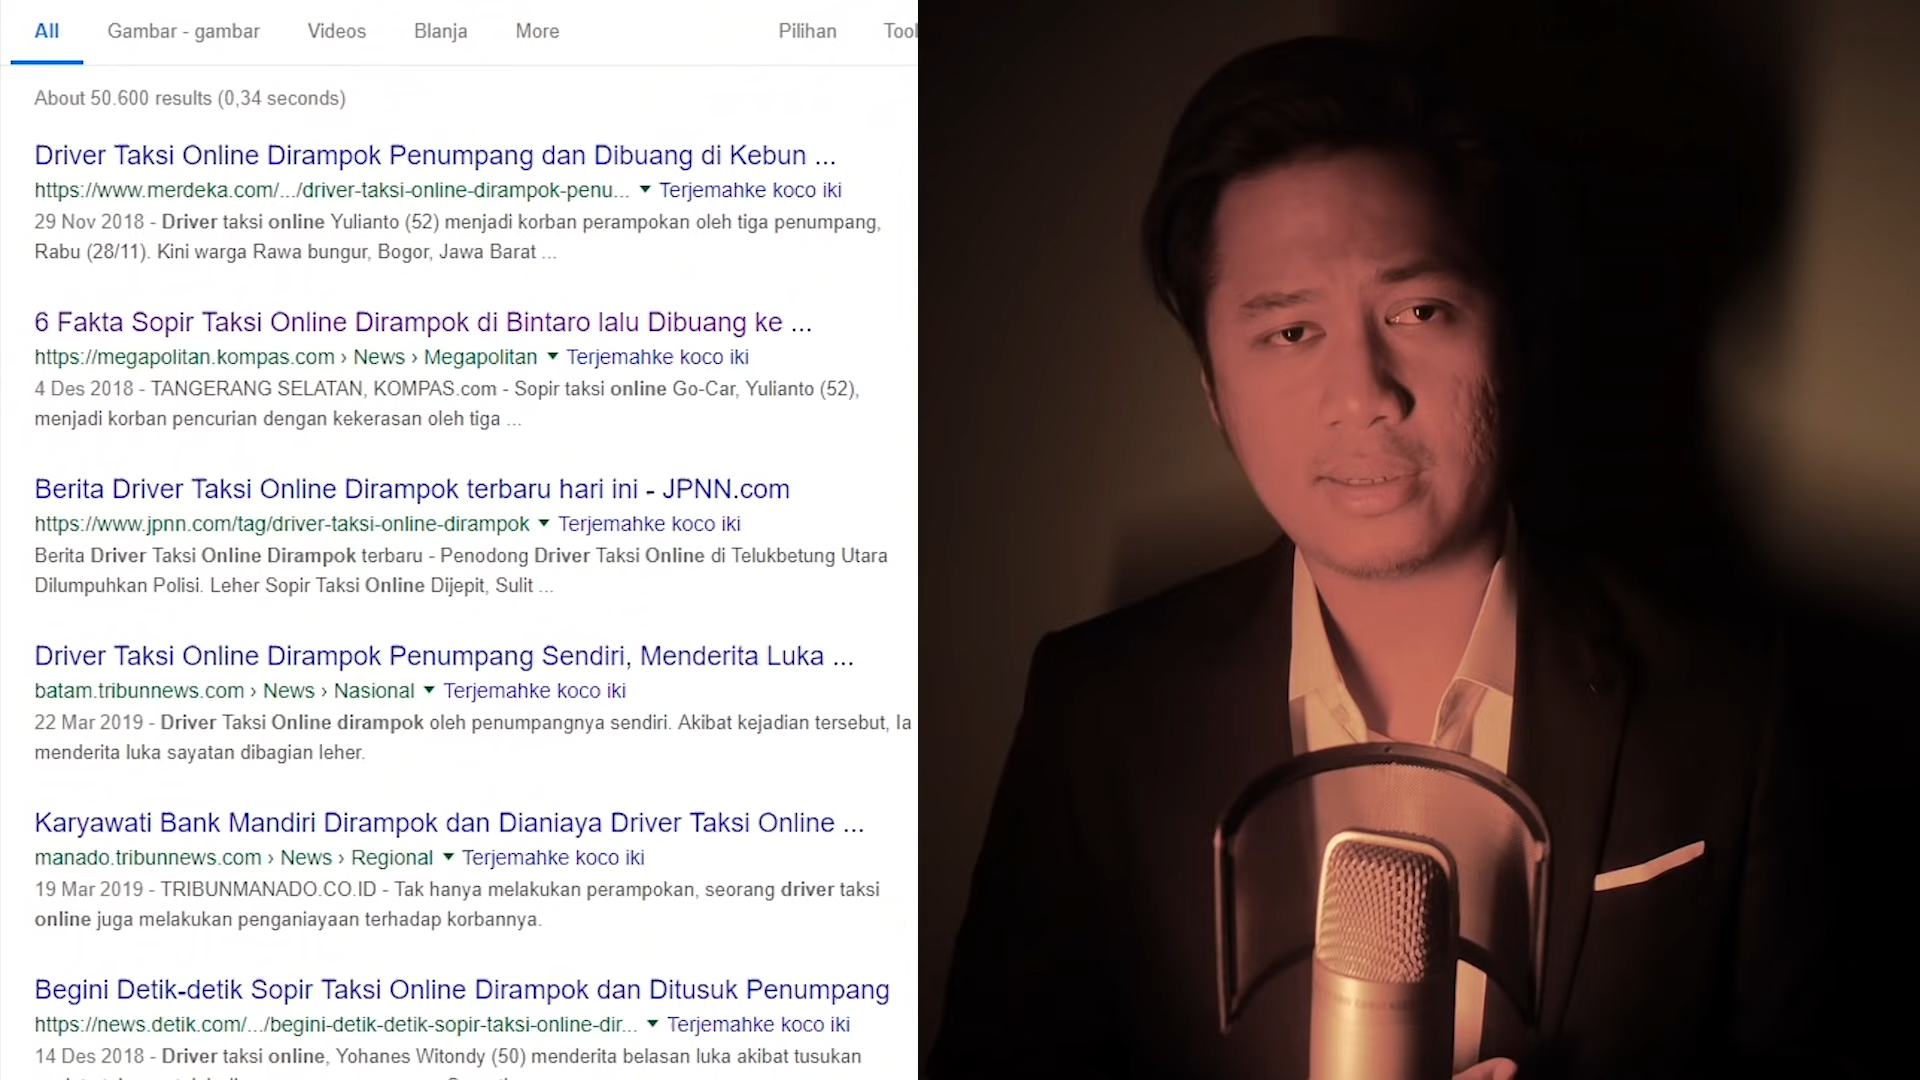 All Gambar - gambar Videos Blanja More Pilihan Tool
About 50.600 results (0,34 seconds)
Driver Taksi Online Dirampok Penumpang dan Dibuang di Kebun ...
https://www.merdeka.com/.../driver-taksi-online-dirampok-penu... ▼ Terjemahke koco iki
29 Nov 2018 - Driver taksi online Yulianto (52) menjadi korban perampokan oleh tiga penumpang,
Rabu (28/11). Kini warga Rawa bungur, Bogor, Jawa Barat ...
6 Fakta Sopir Taksi Online Dirampok di Bintaro lalu Dibuang ke ...
https://megapolitan.kompas.com › News › Megapolitan ▼ Terjemahke koco iki
4 Des 2018 - TANGERANG SELATAN, KOMPAS.com - Sopir taksi online Go-Car, Yulianto (52),
menjadi korban pencurian dengan kekerasan oleh tiga ...
Berita Driver Taksi Online Dirampok terbaru hari ini - JPNN.com
https://www.jpnn.com/tag/driver-taksi-online-dirampok ▼ Terjemahke koco iki
Berita Driver Taksi Online Dirampok terbaru - Penodong Driver Taksi Online di Telukbetung Utara
Dilumpuhkan Polisi. Leher Sopir Taksi Online Dijepit, Sulit ...
Driver Taksi Online Dirampok Penumpang Sendiri, Menderita Luka ...
batam.tribunnews.com › News › Nasional ▼ Terjemahke koco iki
22 Mar 2019 - Driver Taksi Online dirampok oleh penumpangnya sendiri. Akibat kejadian tersebut, Ia
menderita luka sayatan dibagian leher.
Karyawati Bank Mandiri Dirampok dan Dianiaya Driver Taksi Online ...
manado.tribunnews.com › News › Regional ▼ Terjemahke koco iki
19 Mar 2019 - TRIBUNMANADO.CO.ID - Tak hanya melakukan perampokan, seorang driver taksi
online juga melakukan penganiayaan terhadap korbannya.
Begini Detik-detik Sopir Taksi Online Dirampok dan Ditusuk Penumpang
https://news.detik.com/.../begini-detik-detik-sopir-taksi-online-dir... ▼ Terjemahke koco iki
14 Des 2018 - Driver taksi online, Yohanes Witondy (50) menderita belasan luka akibat tusukan